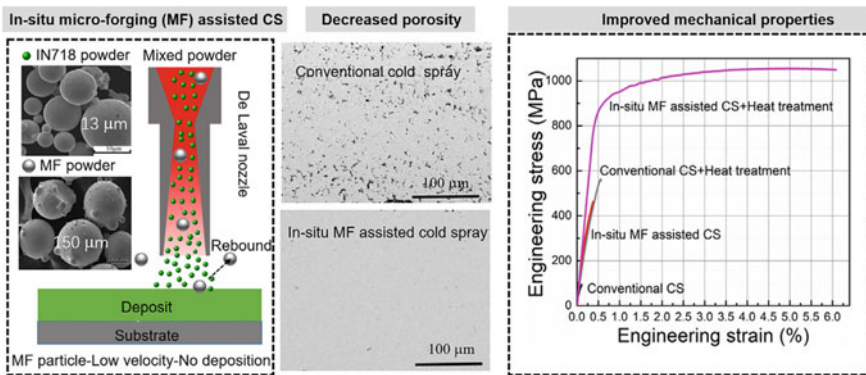 In-situ micro-forging (MF) assisted CS
IN718 powder
Mixed powder
13 μm
De Laval nozzle
MF powder
150 μm
Rebound
Deposit
Substrate
MF particle-Low velocity-No deposition
Decreased porosity
Conventional cold spray
100 μm
In-situ MF assisted cold spray
100 μm
Improved mechanical properties
Engineering stress (MPa)
1000
800
600
400
200
0
In-situ MF assisted CS+Heat treatment
Conventional CS+Heat treatment
In-situ MF assisted CS
Conventional CS
0.0 0.5 1.0 1.5 2.0 2.5 3.0 3.5 4.0 4.5 5.0 5.5 6.0
Engineering strain (%)